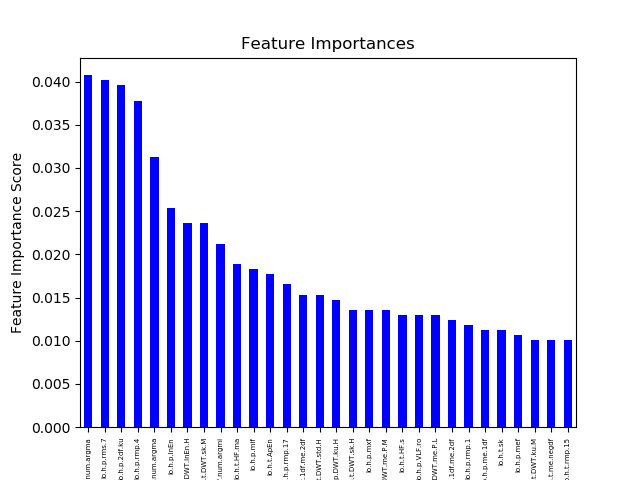 Feature Importances
Feature Importance Score
0.040
0.035
0.030
0.025
0.020
0.015
0.010
0.005
0.000
num.argma
lo.h.p.rms.7
lo.h.p.2df.ku
lo.h.p.rmp.4
num.argma
lo.h.p.lnEn
DWT.lnEn.H
.t.DWT.sk.M
.num.argmi
lo.h.t.HF.ma
lo.h.p.mif
lo.h.t.ApEn
.h.p.rmp.17
.1df.me.2df
t.DWT.std.H
p.DWT.ku.H
.t.DWT.sk.H
lo.h.p.mxf
DWT.me.P.M
lo.h.t.HF.s
lo.h.p.VLF.ro
DWT.me.P.L
.1df.me.2df
lo.h.p.rmp.1
.h.p.me.1df
lo.h.t.sk
lo.h.p.mef
t.DWT.ku.M
.t.me.negdf
o.h.t.rmp.15